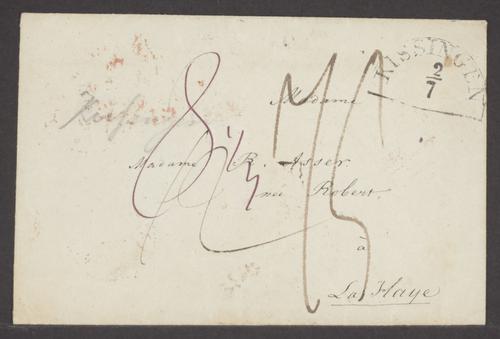 KISSINGEN
2/7
Madame
Madame R. Asser
née Robert.
à
La Haye